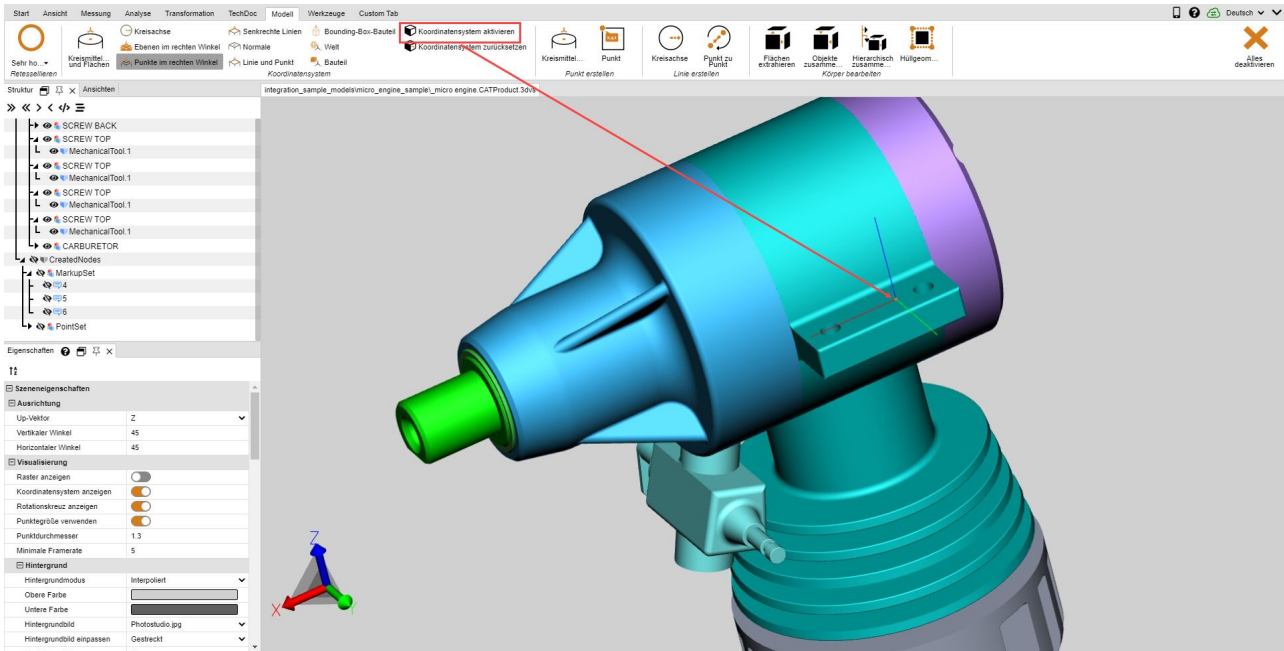 Start Ansicht Messung Analyse Transformation TechDoc Modell Werkzeuge Custom Tab Deutsch
Sehr ho...
Retessellieren
Kreismittel... und Flächen
Kreisachse
Ebenen im rechten Winkel
Punkte im rechten Winkel
Senkrechte Linien
Normale
Linie und Punkt
Bounding-Box-Bauteil
Welt
Bauteil
Koordinatensystem aktivieren
Koordinatensystem zurücksetzen
Koordinatensystem
Kreismittel...
Punkt
Punkt erstellen
Kreisachse
Punkt zu Punkt
Linie erstellen
Flächen extrahieren
Objekte zusamme...
Hierarchisch zusamme...
Hüllgeom...
Körper bearbeiten
Alles deaktivieren
Struktur Ansichten
integration_sample_models\micro_engine_sample\_micro engine.CATProduct.3dvs
SCREW BACK
SCREW TOP
MechanicalTool.1
SCREW TOP
MechanicalTool.1
SCREW TOP
MechanicalTool.1
SCREW TOP
MechanicalTool.1
CARBURETOR
CreatedNodes
MarkupSet
4
5
6
PointSet
Eigenschaften
Szeneneigenschaften
Ausrichtung
Up-Vektor Z
Vertikaler Winkel 45
Horizontaler Winkel 45
Visualisierung
Raster anzeigen
Koordinatensystem anzeigen
Rotationskreuz anzeigen
Punktegröße verwenden
Punktdurchmesser 1.3
Minimale Framerate 5
Hintergrund
Hintergrundmodus Interpoliert
Obere Farbe
Untere Farbe
Hintergrundbild Photostudio.jpg
Hintergrundbild einpassen Gestreckt
Z
X
Y